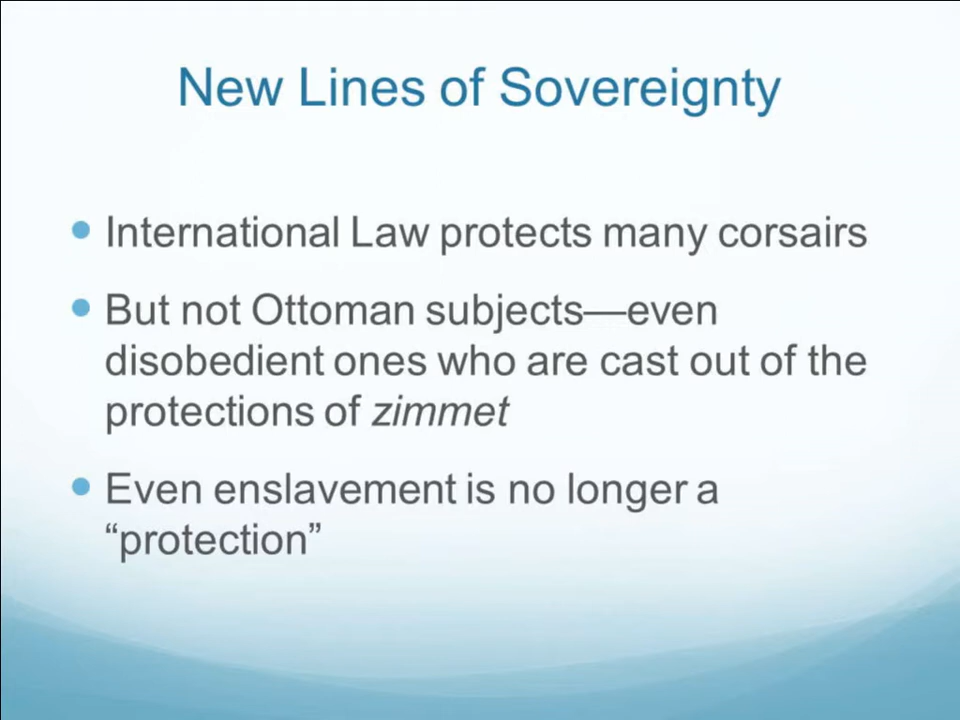 New Lines of Sovereignty
• International Law protects many corsairs
• But not Ottoman subjects—even
disobedient ones who are cast out of the
protections of zimmet
• Even enslavement is no longer a
“protection”